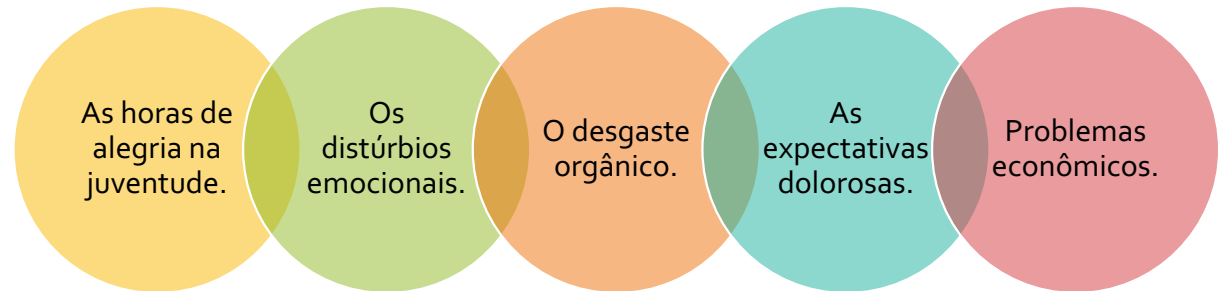 As horas de
alegria na
juventude.
Os
distúrbios
emocionais.
O desgaste
orgânico.
As
expectativas
dolorosas.
Problemas
econômicos.